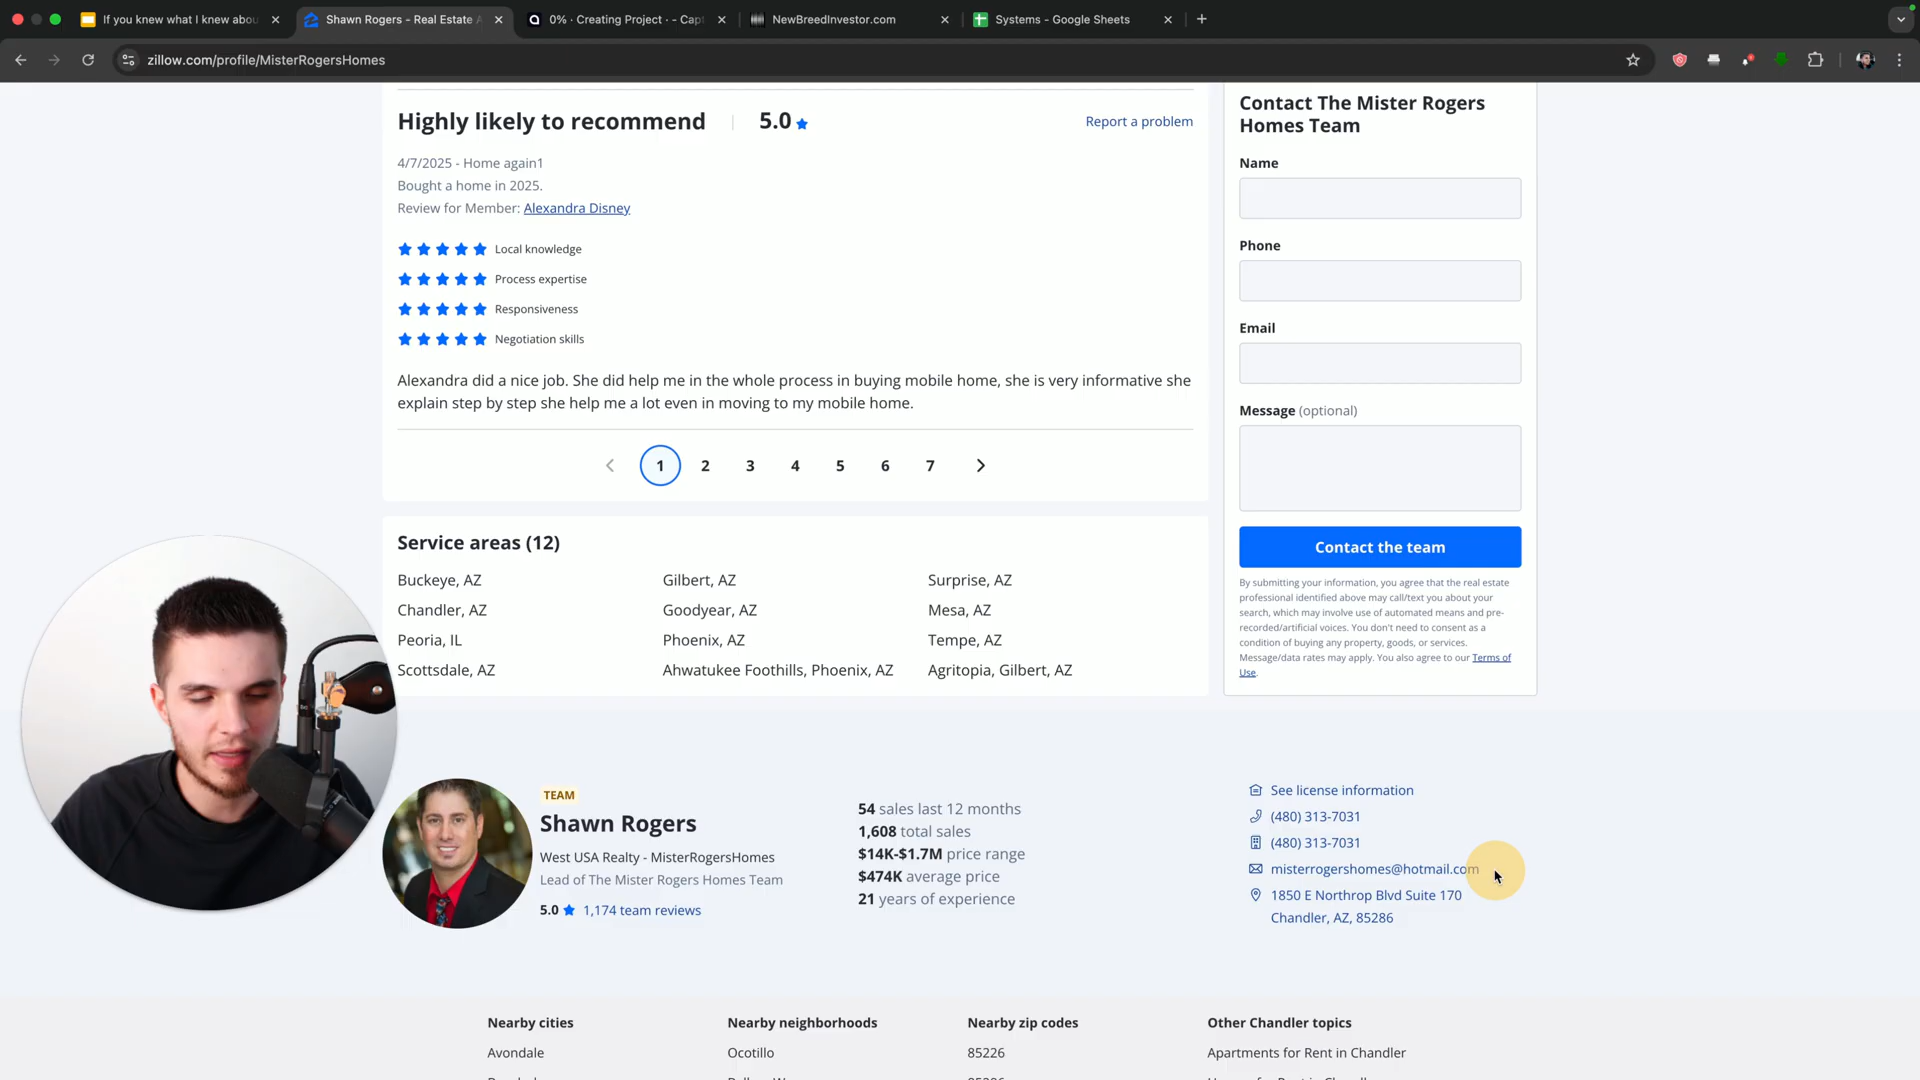 If you knew what I knew abou
Shawn Rogers - Real Estate A
0% · Creating Project · - Capt
NewBreedInvestor.com
Systems - Google Sheets
zillow.com/profile/MisterRogersHomes
Highly likely to recommend
5.0
Report a problem
4/7/2025 - Home again1
Bought a home in 2025.
Review for Member: Alexandra Disney
Local knowledge
Process expertise
Responsiveness
Negotiation skills
Alexandra did a nice job. She did help me in the whole process in buying mobile home, she is very informative she
explain step by step she help me a lot even in moving to my mobile home.
1 2 3 4 5 6 7
Contact The Mister Rogers
Homes Team
Name
Phone
Email
Message (optional)
Contact the team
By submitting your information, you agree that the real estate
professional identified above may call/text you about your
search, which may involve use of automated means and pre-
recorded/artificial voices. You don't need to consent as a
condition of buying any property, goods, or services.
Message/data rates may apply. You also agree to our Terms of
Use.
Service areas (12)
Buckeye, AZ
Gilbert, AZ
Surprise, AZ
Chandler, AZ
Goodyear, AZ
Mesa, AZ
Peoria, IL
Phoenix, AZ
Tempe, AZ
Scottsdale, AZ
Ahwatukee Foothills, Phoenix, AZ
Agritopia, Gilbert, AZ
TEAM
Shawn Rogers
West USA Realty - MisterRogersHomes
Lead of The Mister Rogers Homes Team
5.0 1,174 team reviews
54 sales last 12 months
1,608 total sales
$14K-$1.7M price range
$474K average price
21 years of experience
See license information
(480) 313-7031
(480) 313-7031
misterrogershomes@hotmail.com
1850 E Northrop Blvd Suite 170
Chandler, AZ, 85286
Nearby cities
Nearby neighborhoods
Nearby zip codes
Other Chandler topics
Avondale
Ocotillo
85226
Apartments for Rent in Chandler